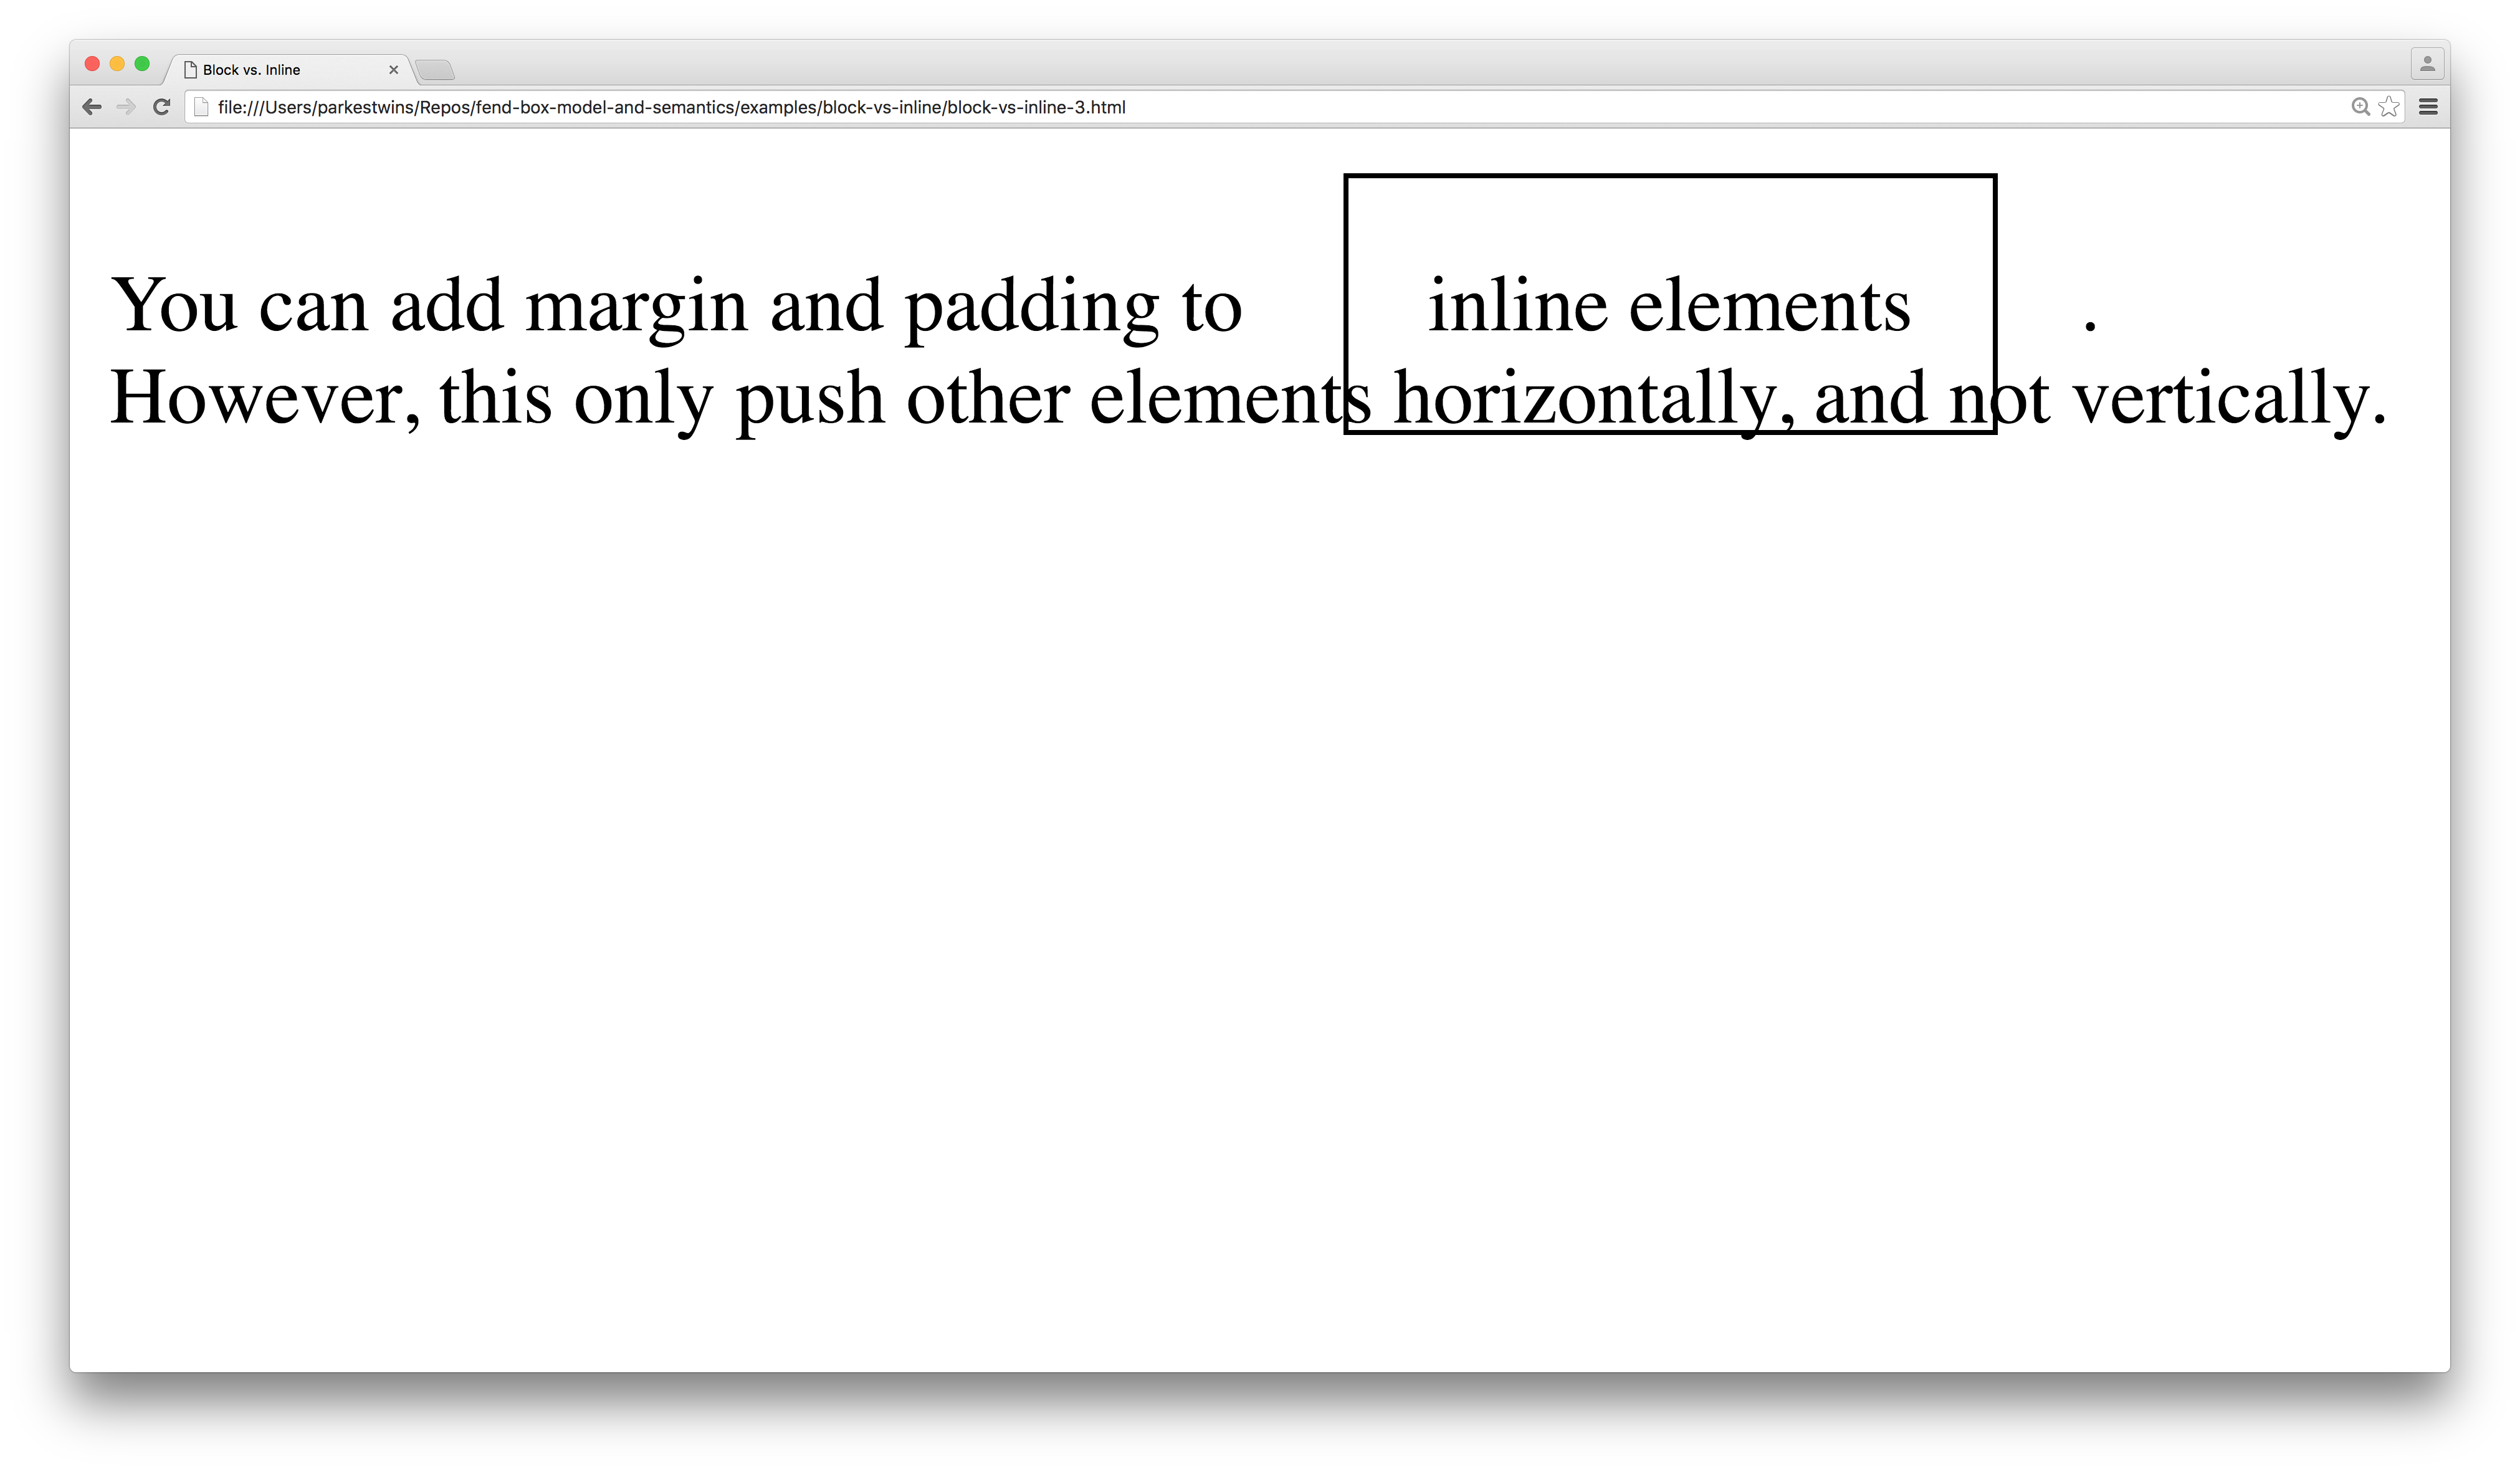 Block vs. Inline
file:///Users/parkestwins/Repos/fend-box-model-and-semantics/examples/block-vs-inline/block-vs-inline-3.html
You can add margin and padding to inline elements .
However, this only push other elements horizontally, and not vertically.